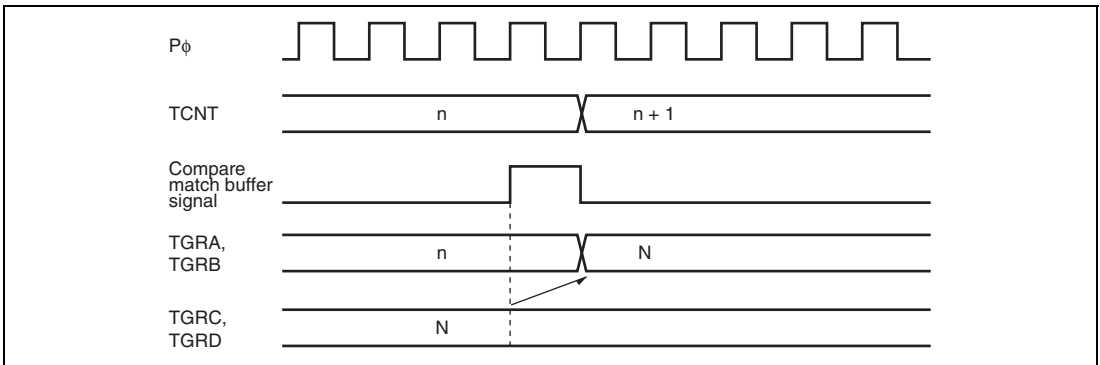 Pφ
TCNT
n
n + 1
Compare
match buffer
signal
TGRA,
TGRB
n
N
TGRC,
TGRD
N